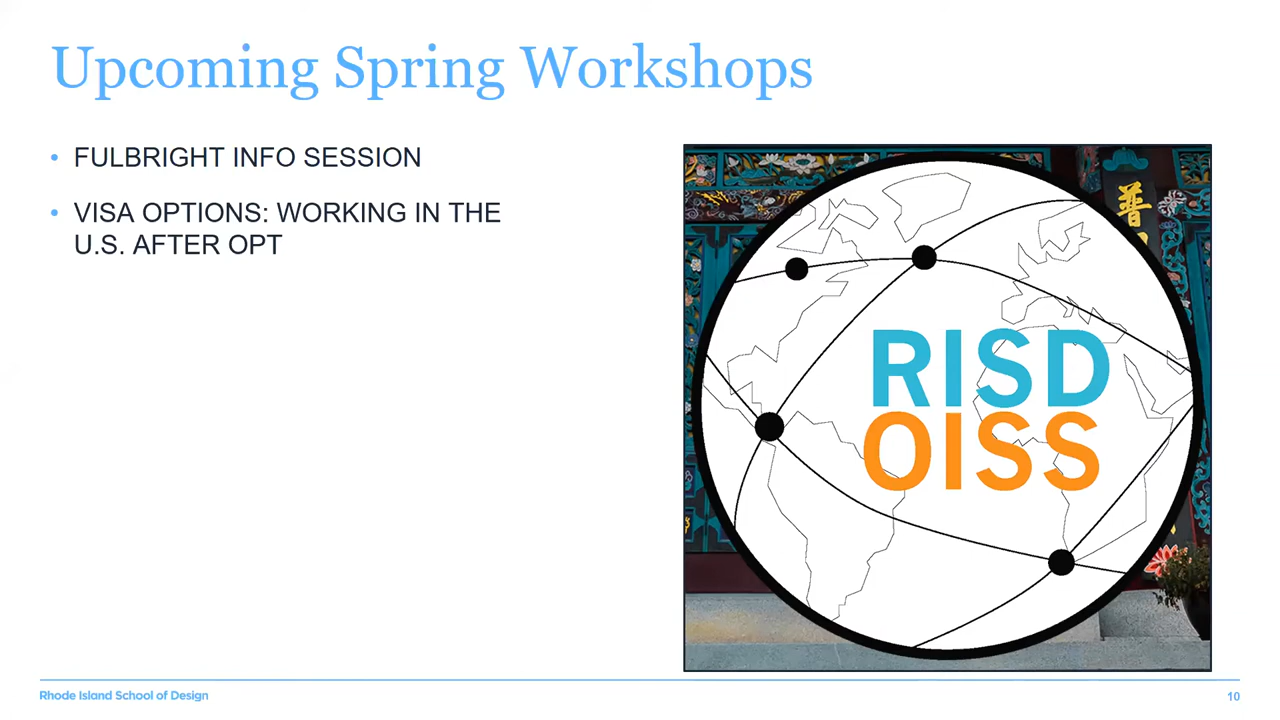 Upcoming Spring Workshops
• FULBRIGHT INFO SESSION
• VISA OPTIONS: WORKING IN THE
U.S. AFTER OPT
普
RISD
OISS
Rhode Island School of Design
10